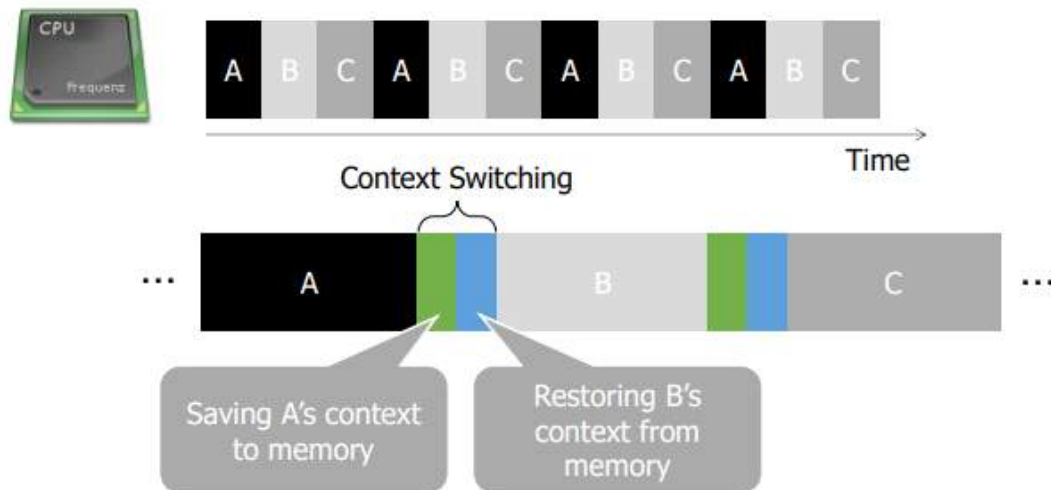 CPU
Frequenz
A B C A B C A B C A B C
Time
Context Switching
... A B C ...
Saving A's context
to memory
Restoring B's
context from
memory